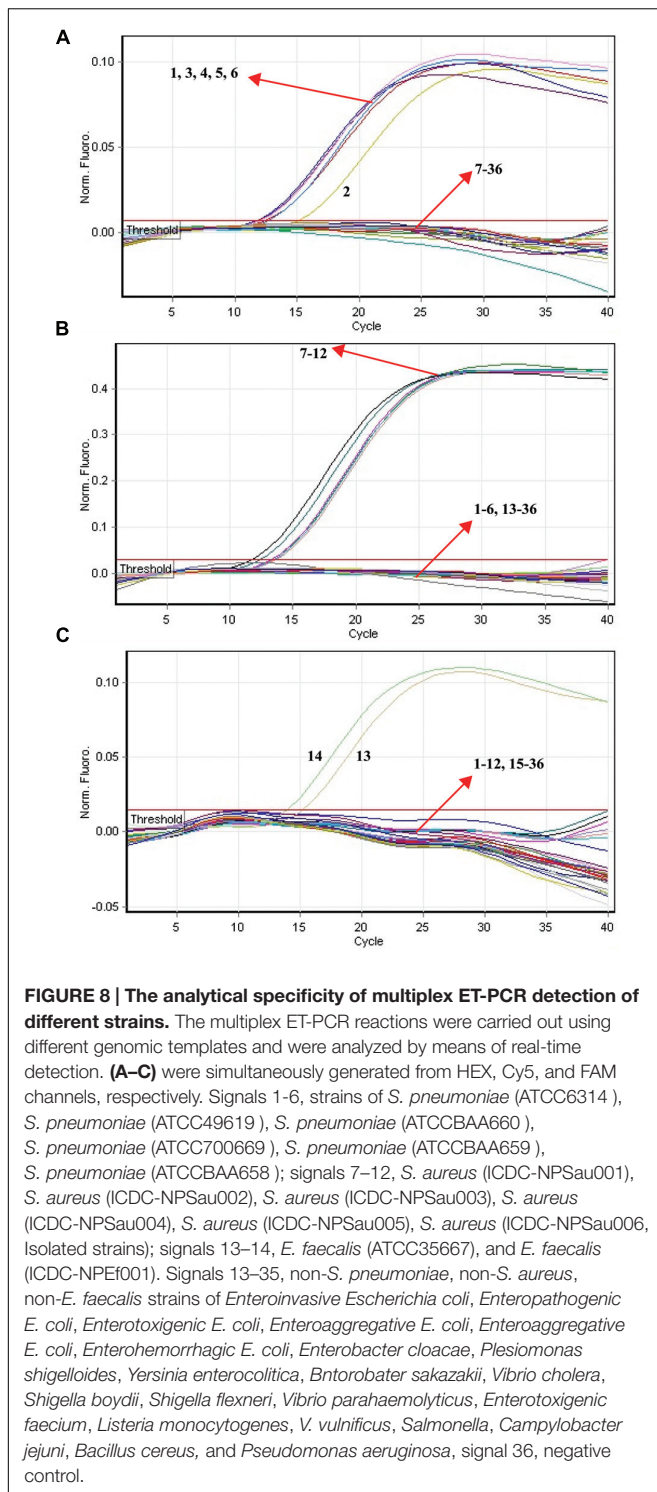 A
1, 3, 4, 5, 6
7-36
2
Threshold
0.10
0.05
0.00
Norm. Fluoro.
5 10 15 20 25 30 35 40
Cycle
B
7-12
1-6, 13-36
Threshold
0.4
0.3
0.2
0.1
0.0
Norm. Fluoro.
5 10 15 20 25 30 35 40
Cycle
C
14 13
1-12, 15-36
Threshold
0.10
0.05
0.00
-0.05
Norm. Fluoro.
5 10 15 20 25 30 35 40
Cycle
FIGURE 8 | The analytical specificity of multiplex ET-PCR detection of
different strains. The multiplex ET-PCR reactions were carried out using
different genomic templates and were analyzed by means of real-time
detection. (A–C) were simultaneously generated from HEX, Cy5, and FAM
channels, respectively. Signals 1-6, strains of S. pneumoniae (ATCC6314 ),
S. pneumoniae (ATCC49619 ), S. pneumoniae (ATCCBAA660 ),
S. pneumoniae (ATCC700669 ), S. pneumoniae (ATCCBAA659 ),
S. pneumoniae (ATCCBAA658 ); signals 7–12, S. aureus (ICDC-NPSau001),
S. aureus (ICDC-NPSau002), S. aureus (ICDC-NPSau003), S. aureus
(ICDC-NPSau004), S. aureus (ICDC-NPSau005), S. aureus (ICDC-NPSau006,
Isolated strains); signals 13–14, E. faecalis (ATCC35667), and E. faecalis
(ICDC-NPEf001). Signals 13–35, non-S. pneumoniae, non-S. aureus,
non-E. faecalis strains of Enteroinvasive Escherichia coli, Enteropathogenic
E. coli, Enterotoxigenic E. coli, Enteroaggregative E. coli, Enteroaggregative
E. coli, Enterohemorrhagic E. coli, Enterobacter cloacae, Plesiomonas
shigelloides, Yersinia enterocolitica, Bntorobater sakazakii, Vibrio cholera,
Shigella boydii, Shigella flexneri, Vibrio parahaemolyticus, Enterotoxigenic
faecium, Listeria monocytogenes, V. vulnificus, Salmonella, Campylobacter
jejuni, Bacillus cereus, and Pseudomonas aeruginosa, signal 36, negative
control.